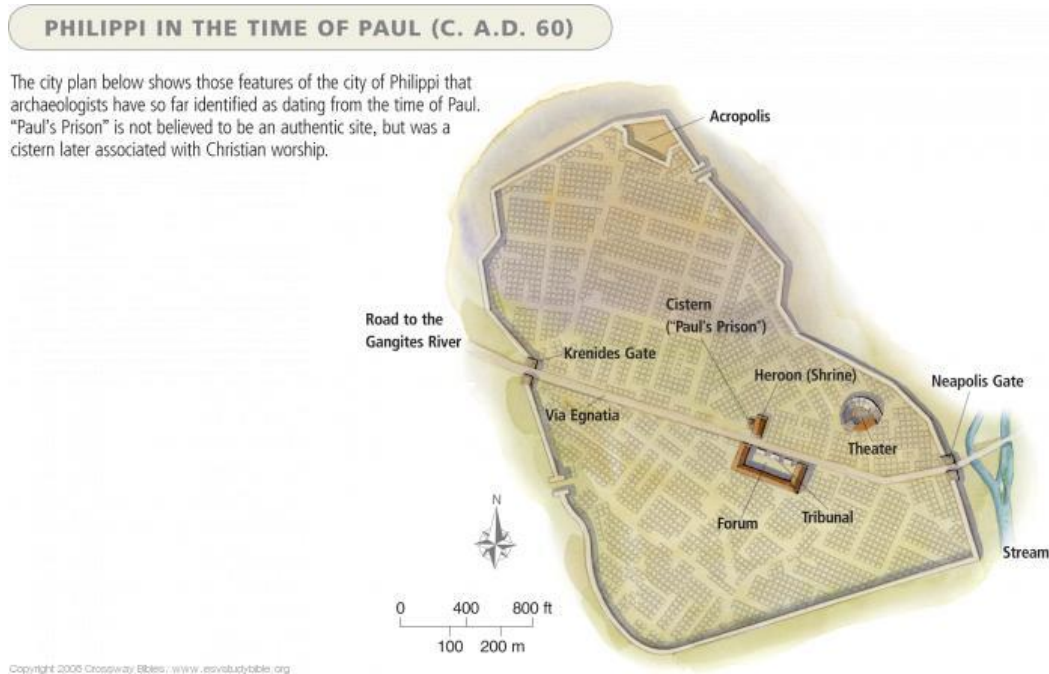 PHILIPPI IN THE TIME OF PAUL (C. A.D. 60)
The city plan below shows those features of the city of Philippi that
archaeologists have so far identified as dating from the time of Paul.
“Paul’s Prison” is not believed to be an authentic site, but was a
cistern later associated with Christian worship.
Acropolis
Cistern
(“Paul’s Prison”)
Road to the
Gangites River
Krenides Gate
Heroon (Shrine)
Neapolis Gate
Via Egnatia
Theater
Forum
Tribunal
Stream
N
0 400 800 ft
100 200 m
Copyright 2008 Crossway Bibles. www.esvstudybible.org